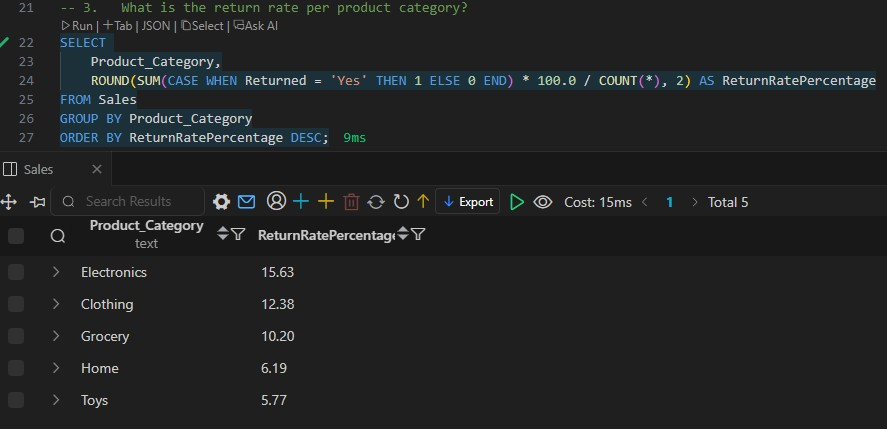 21 -- 3. What is the return rate per product category?
Run | +Tab | JSON | Select | Ask AI
22 SELECT
23 Product_Category,
24 ROUND(SUM(CASE WHEN Returned = 'Yes' THEN 1 ELSE 0 END) * 100.0 / COUNT(*), 2) AS ReturnRatePercentage
25 FROM Sales
26 GROUP BY Product_Category
27 ORDER BY ReturnRatePercentage DESC; 9ms
Sales
Search Results Export Cost: 15ms < 1 > Total 5
Product_Category ReturnRatePercentage
text
Electronics 15.63
Clothing 12.38
Grocery 10.20
Home 6.19
Toys 5.77